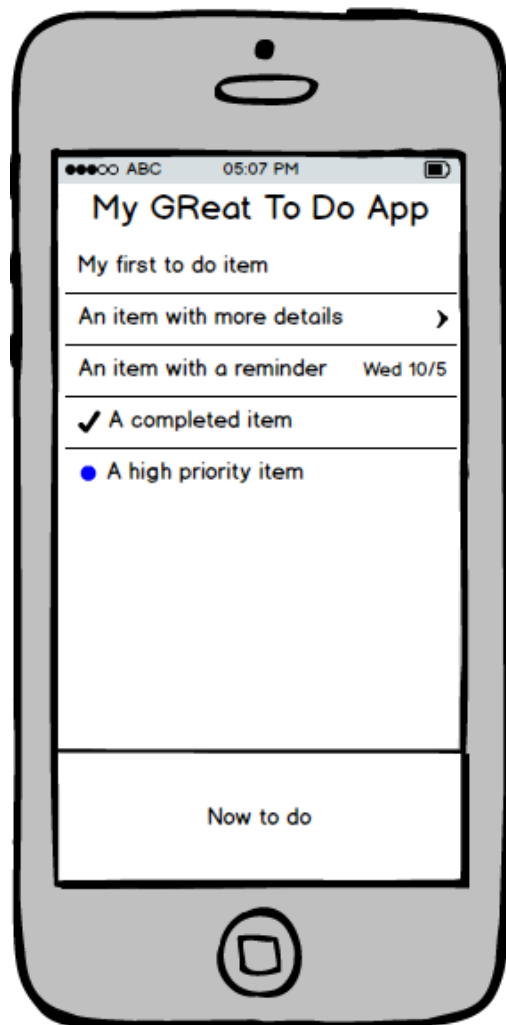 ABC 05:07 PM
My GReat To Do App
My first to do item
An item with more details
An item with a reminder Wed 10/5
A completed item
A high priority item
Now to do